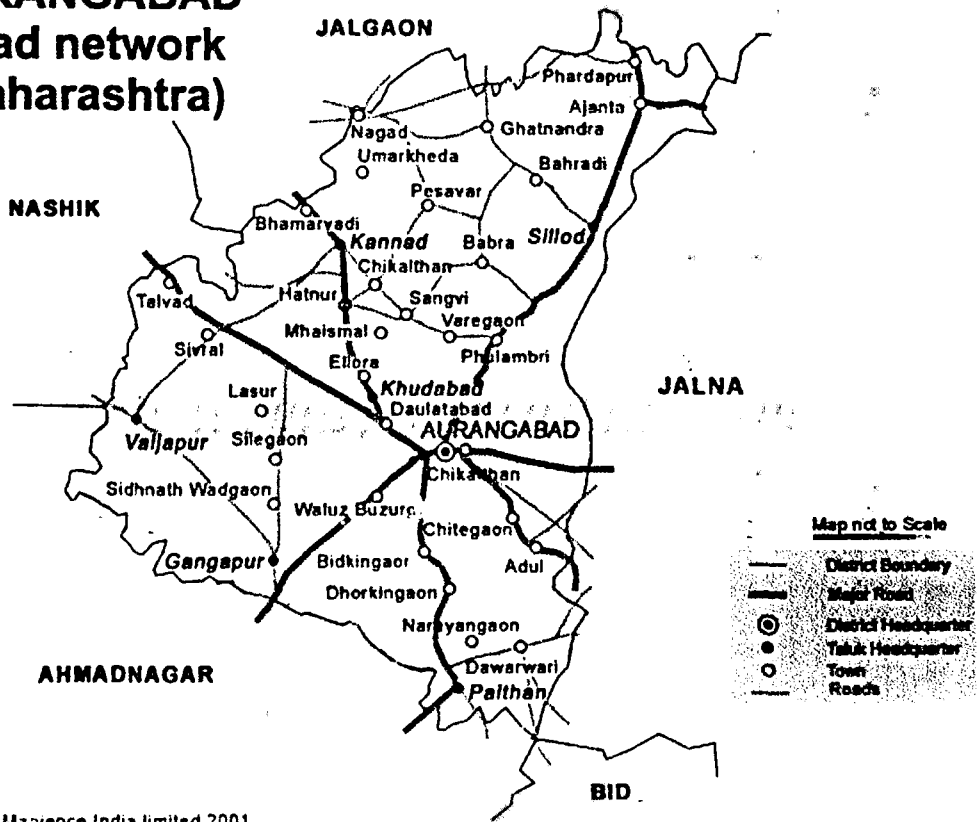 RANGABAD
ad network
aharashtra)
JALGAON
Phardapur
Ajanta
Nagad
Ghatnandra
Umarkheda
Bahradi
Pesavar
NASHIK
Bhamarvadi
Kannad
Babra
Sillod
Chikalthan
Talvad
Hatnur
Sangvi
Mhaismal
Varegaon
Sivral
Phulambri
Ellora
JALNA
Lasur
Khudabad
Daulatabad
AURANGABAD
Vaijapur
Silegaon
Chikalthan
Sidhnath Wadgaon
Waluz Buzurg
Chitegaon
Map not to Scale
Gangapur
Bidkingaor
Adul
District Boundary
Dhorkingaon
Major Road
Narayangaon
District Headquarter
AHMADNAGAR
Dawarwari
Taluk Headquarter
Paithan
Town
Roads
BID
India limited 2001